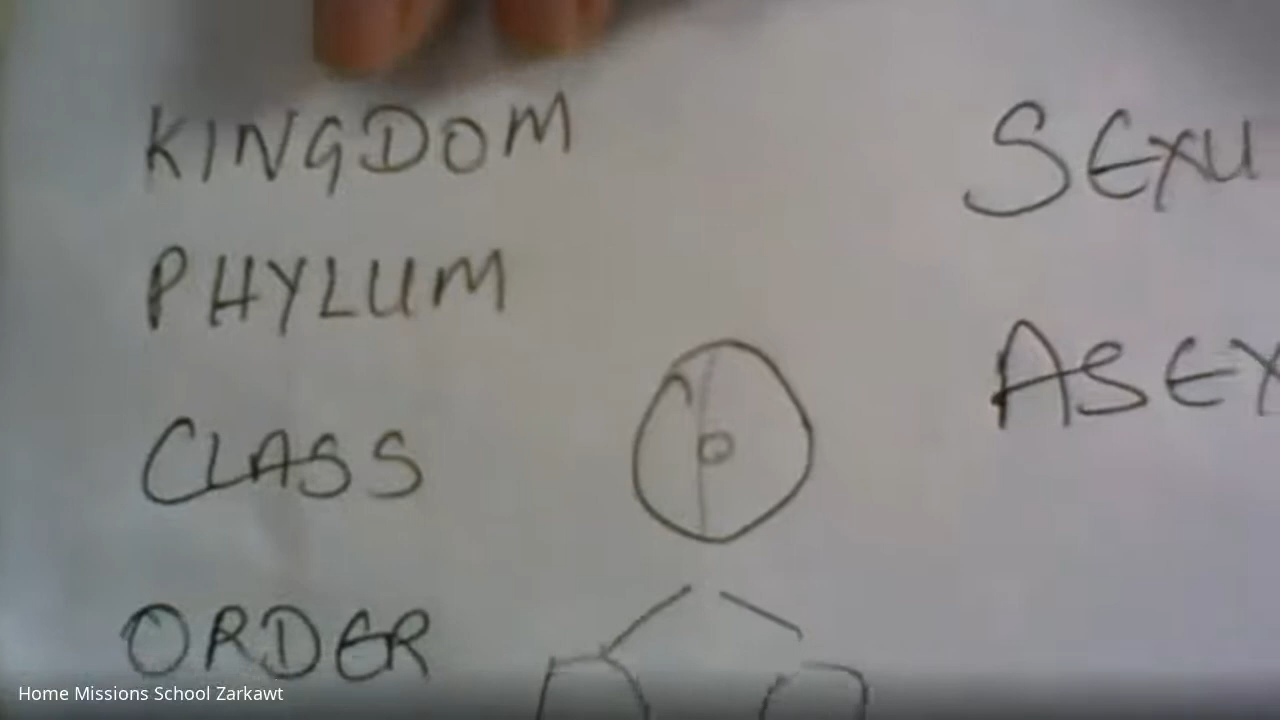 KINGDOM
PHYLUM
CLASS
ORDER
SEXU
ASEX
Home Missions School Zarkawt